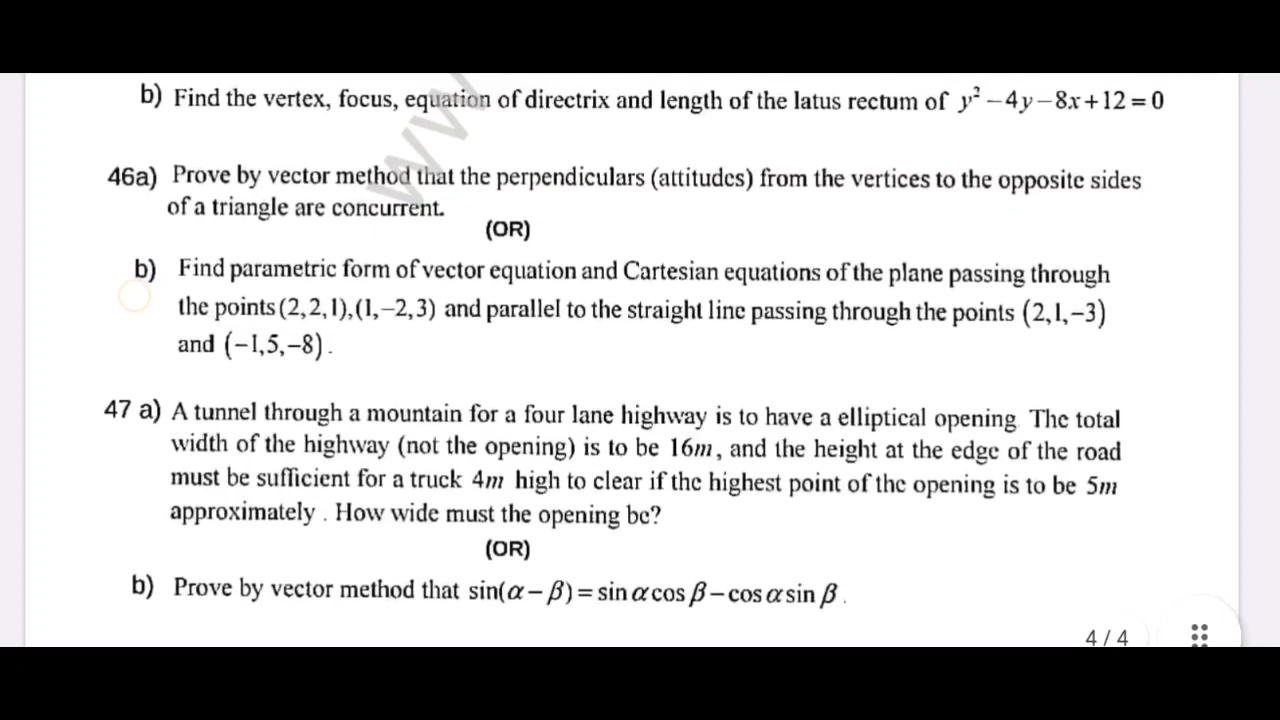 b) Find the vertex, focus, equation of directrix and length of the latus rectum of y² − 4y − 8x + 12 = 0
46a) Prove by vector method that the perpendiculars (attitudes) from the vertices to the opposite sides
of a triangle are concurrent.
(OR)
b) Find parametric form of vector equation and Cartesian equations of the plane passing through
the points (2,2,1),(1,−2,3) and parallel to the straight line passing through the points (2,1,−3)
and (−1,5,−8).
47 a) A tunnel through a mountain for a four lane highway is to have a elliptical opening. The total
width of the highway (not the opening) is to be 16m, and the height at the edge of the road
must be sufficient for a truck 4m high to clear if the highest point of the opening is to be 5m
approximately . How wide must the opening be?
(OR)
b) Prove by vector method that sin(α − β) = sin α cos β − cos α sin β .
4 / 4